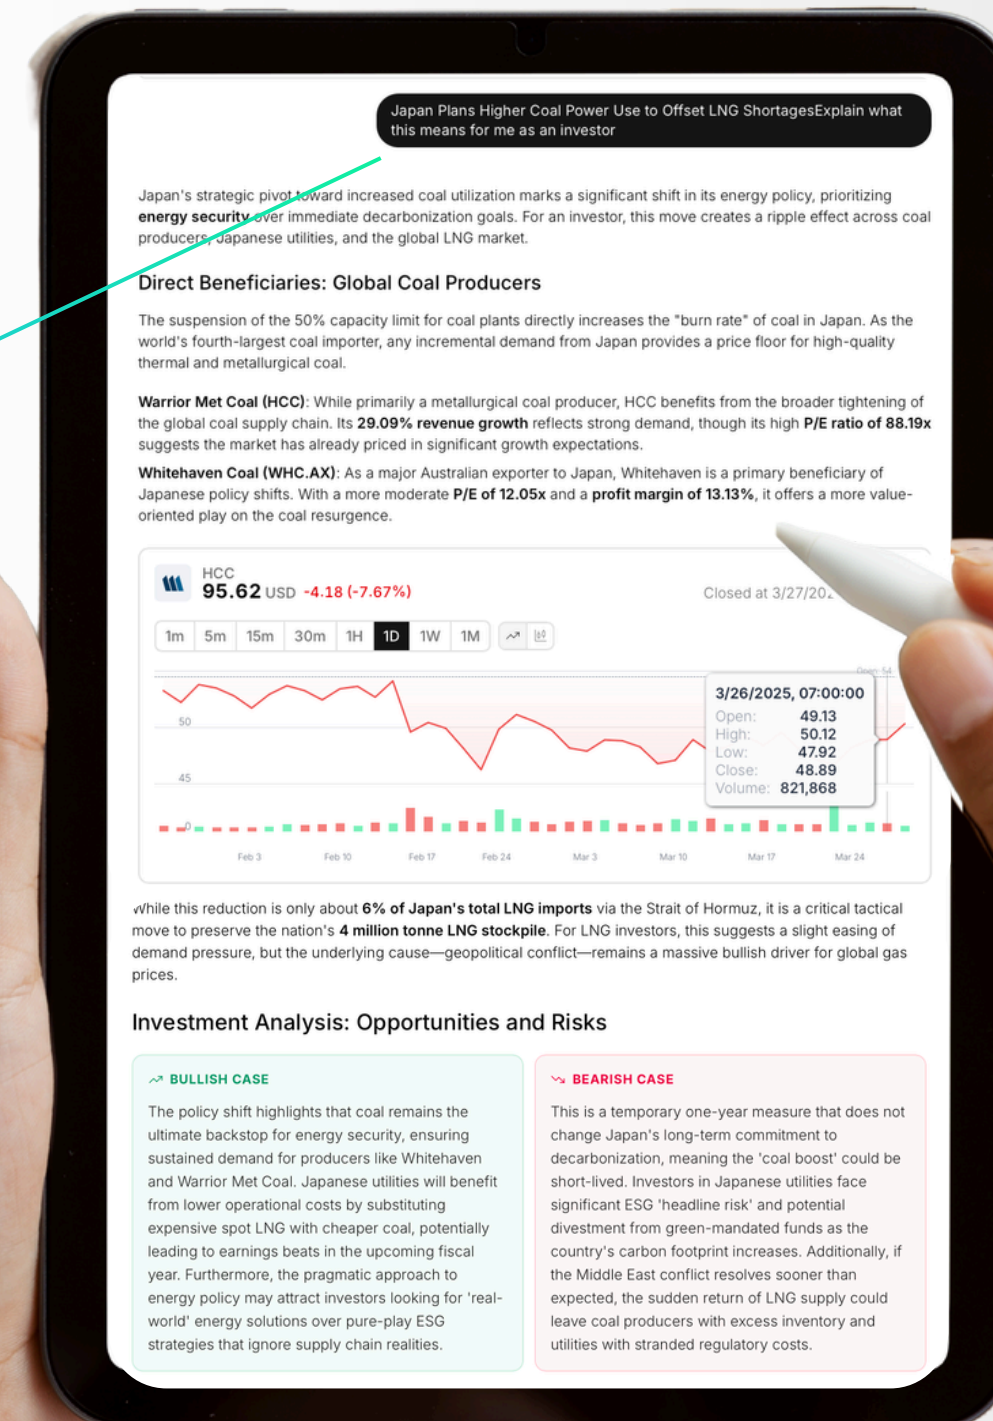 Japan Plans Higher Coal Power Use to Offset LNG ShortagesExplain what
this means for me as an investor
Japan's strategic pivot toward increased coal utilization marks a significant shift in its energy policy, prioritizing
energy security over immediate decarbonization goals. For an investor, this move creates a ripple effect across coal
producers, Japanese utilities, and the global LNG market.
Direct Beneficiaries: Global Coal Producers
The suspension of the 50% capacity limit for coal plants directly increases the "burn rate" of coal in Japan. As the
world's fourth-largest coal importer, any incremental demand from Japan provides a price floor for high-quality
thermal and metallurgical coal.
Warrior Met Coal (HCC): While primarily a metallurgical coal producer, HCC benefits from the broader tightening of
the global coal supply chain. Its 29.09% revenue growth reflects strong demand, though its high P/E ratio of 88.19x
suggests the market has already priced in significant growth expectations.
Whitehaven Coal (WHC.AX): As a major Australian exporter to Japan, Whitehaven is a primary beneficiary of
Japanese policy shifts. With a more moderate P/E of 12.05x and a profit margin of 13.13%, it offers a more value-
oriented play on the coal resurgence.
HCC
95.62 USD -4.18 (-7.67%)
Closed at 3/27/202
1m 5m 15m 30m 1H 1D 1W 1M
Open: 54
3/26/2025, 07:00:00
Open: 49.13
High: 50.12
Low: 47.92
Close: 48.89
Volume: 821,868
50
45
0
Feb 3 Feb 10 Feb 17 Feb 24 Mar 3 Mar 10 Mar 17 Mar 24
While this reduction is only about 6% of Japan's total LNG imports via the Strait of Hormuz, it is a critical tactical
move to preserve the nation's 4 million tonne LNG stockpile. For LNG investors, this suggests a slight easing of
demand pressure, but the underlying cause—geopolitical conflict—remains a massive bullish driver for global gas
prices.
Investment Analysis: Opportunities and Risks
BULLISH CASE
The policy shift highlights that coal remains the
ultimate backstop for energy security, ensuring
sustained demand for producers like Whitehaven
and Warrior Met Coal. Japanese utilities will benefit
from lower operational costs by substituting
expensive spot LNG with cheaper coal, potentially
leading to earnings beats in the upcoming fiscal
year. Furthermore, the pragmatic approach to
energy policy may attract investors looking for 'real-
world' energy solutions over pure-play ESG
strategies that ignore supply chain realities.
BEARISH CASE
This is a temporary one-year measure that does not
change Japan's long-term commitment to
decarbonization, meaning the 'coal boost' could be
short-lived. Investors in Japanese utilities face
significant ESG 'headline risk' and potential
divestment from green-mandated funds as the
country's carbon footprint increases. Additionally, if
the Middle East conflict resolves sooner than
expected, the sudden return of LNG supply could
leave coal producers with excess inventory and
utilities with stranded regulatory costs.